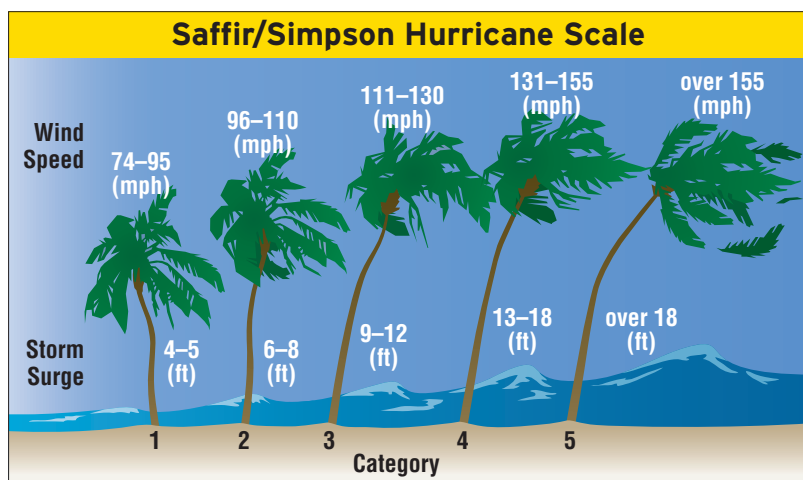 Saffir/Simpson Hurricane Scale
Wind
Speed
74–95
(mph)
96–110
(mph)
111–130
(mph)
131–155
(mph)
over 155
(mph)
Storm
Surge
4–5
(ft)
6–8
(ft)
9–12
(ft)
13–18
(ft)
over 18
(ft)
1 2 3 4 5
Category